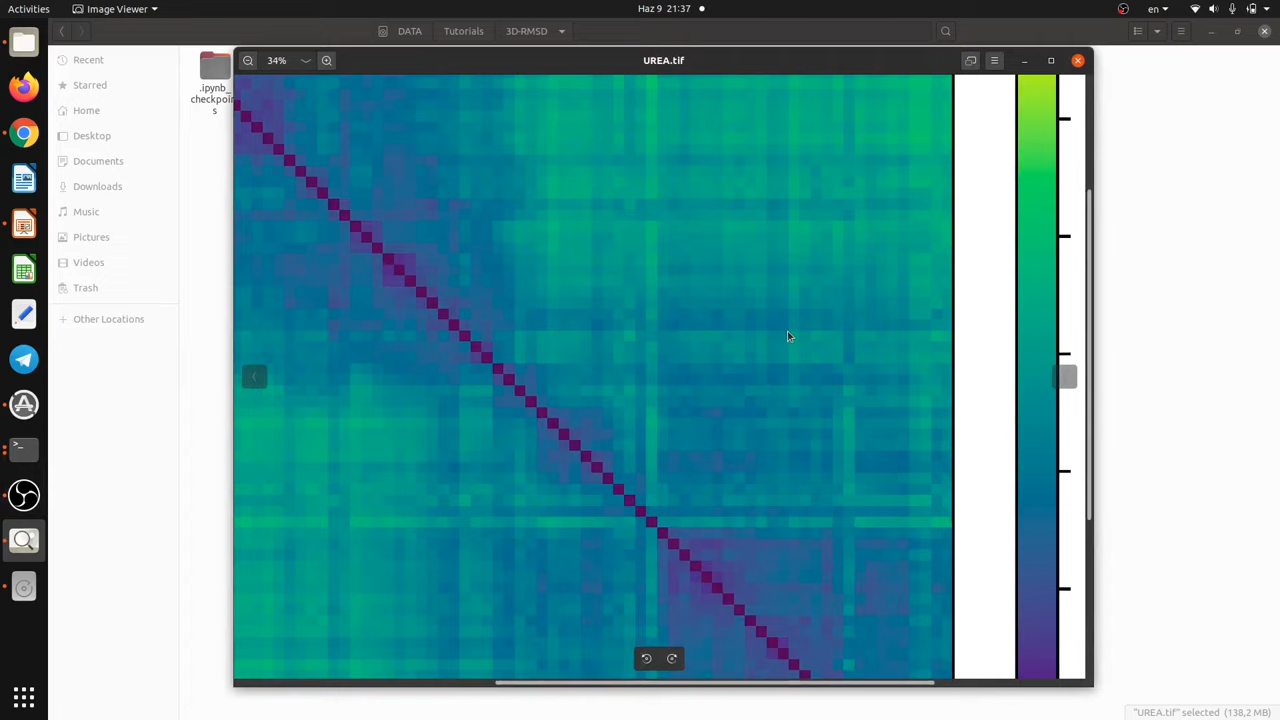 Activities
Image Viewer
Haz 9 21:37
en
DATA
Tutorials
3D-RMSD
34%
UREA.tif
Recent
Starred
Home
Desktop
Documents
Downloads
Music
Pictures
Videos
Trash
Other Locations
.ipynb_
checkpoin
s
"UREA.tif" selected (138,2 MB)